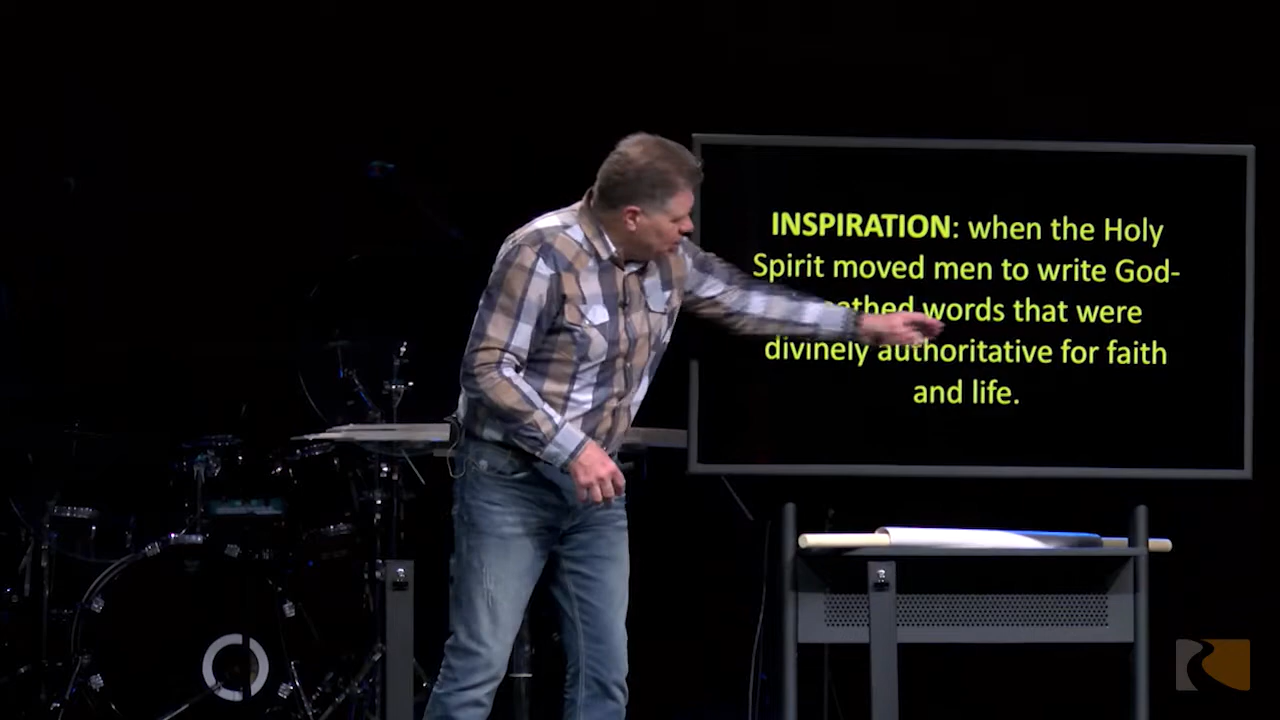 INSPIRATION: when the Holy
Spirit moved men to write God-
words that were
divinely authoritative for faith
and life.